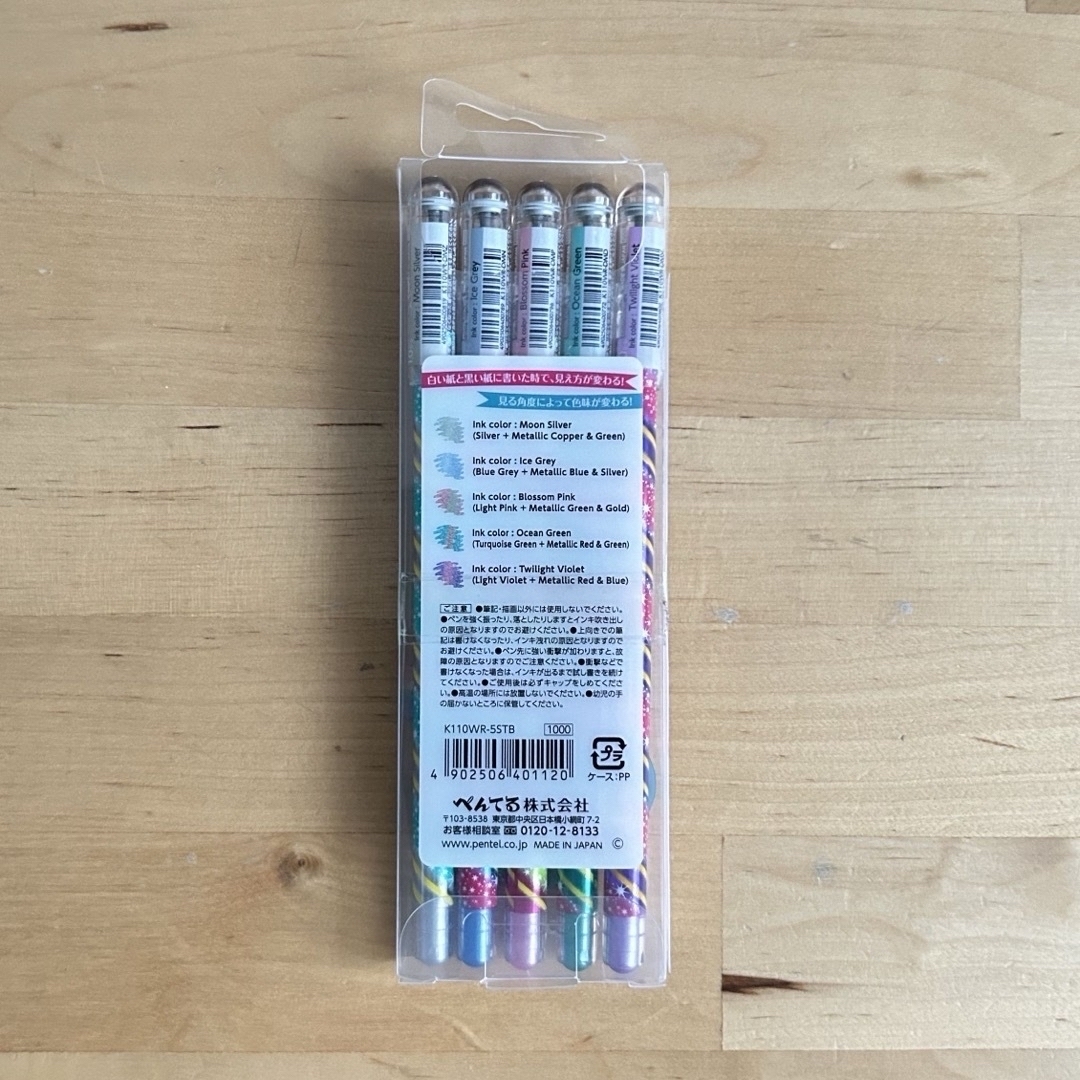 Ink color : Moon Silver
Ink color : Ice Grey
Ink color : Blossom Pink
Ink color : Ocean Green
Ink color : Twilight Violet
白い紙と黒い紙に書いた時で、見え方が変わる!
見る角度によって色味が変わる!
Ink color : Moon Silver
(Silver + Metallic Copper & Green)
Ink color : Ice Grey
(Blue Grey + Metallic Blue & Silver)
Ink color : Blossom Pink
(Light Pink + Metallic Green & Gold)
Ink color : Ocean Green
(Turquoise Green + Metallic Red & Green)
Ink color : Twilight Violet
(Light Violet + Metallic Red & Blue)
ご注意 ●筆記・描画以外には使用しないでください。
●ペンを強く振ったり、落としたりしますとインキ吹き出し
の原因となりますのでお避けください。●上向きでの筆
記は書けなくなったり、インキ洩れの原因となりますので
お避けください。●ペン先に強い衝撃が加わりますと、故
障の原因となりますのでご注意ください。●衝撃などで
書けなくなった場合は、インキが出るまで試し書きを続け
てください。●ご使用後は必ずキャップをしめてくださ
い。●高温の場所には放置しないでください。●幼児の手
の届かないところに保管してください。
K110WR-5STB 1000
4 902506 401120
プラ
ケース:PP
ぺんてる株式会社
〒103-8538 東京都中央区日本橋小網町 7-2
お客様相談室 0120-12-8133
www.pentel.co.jp MADE IN JAPAN ©